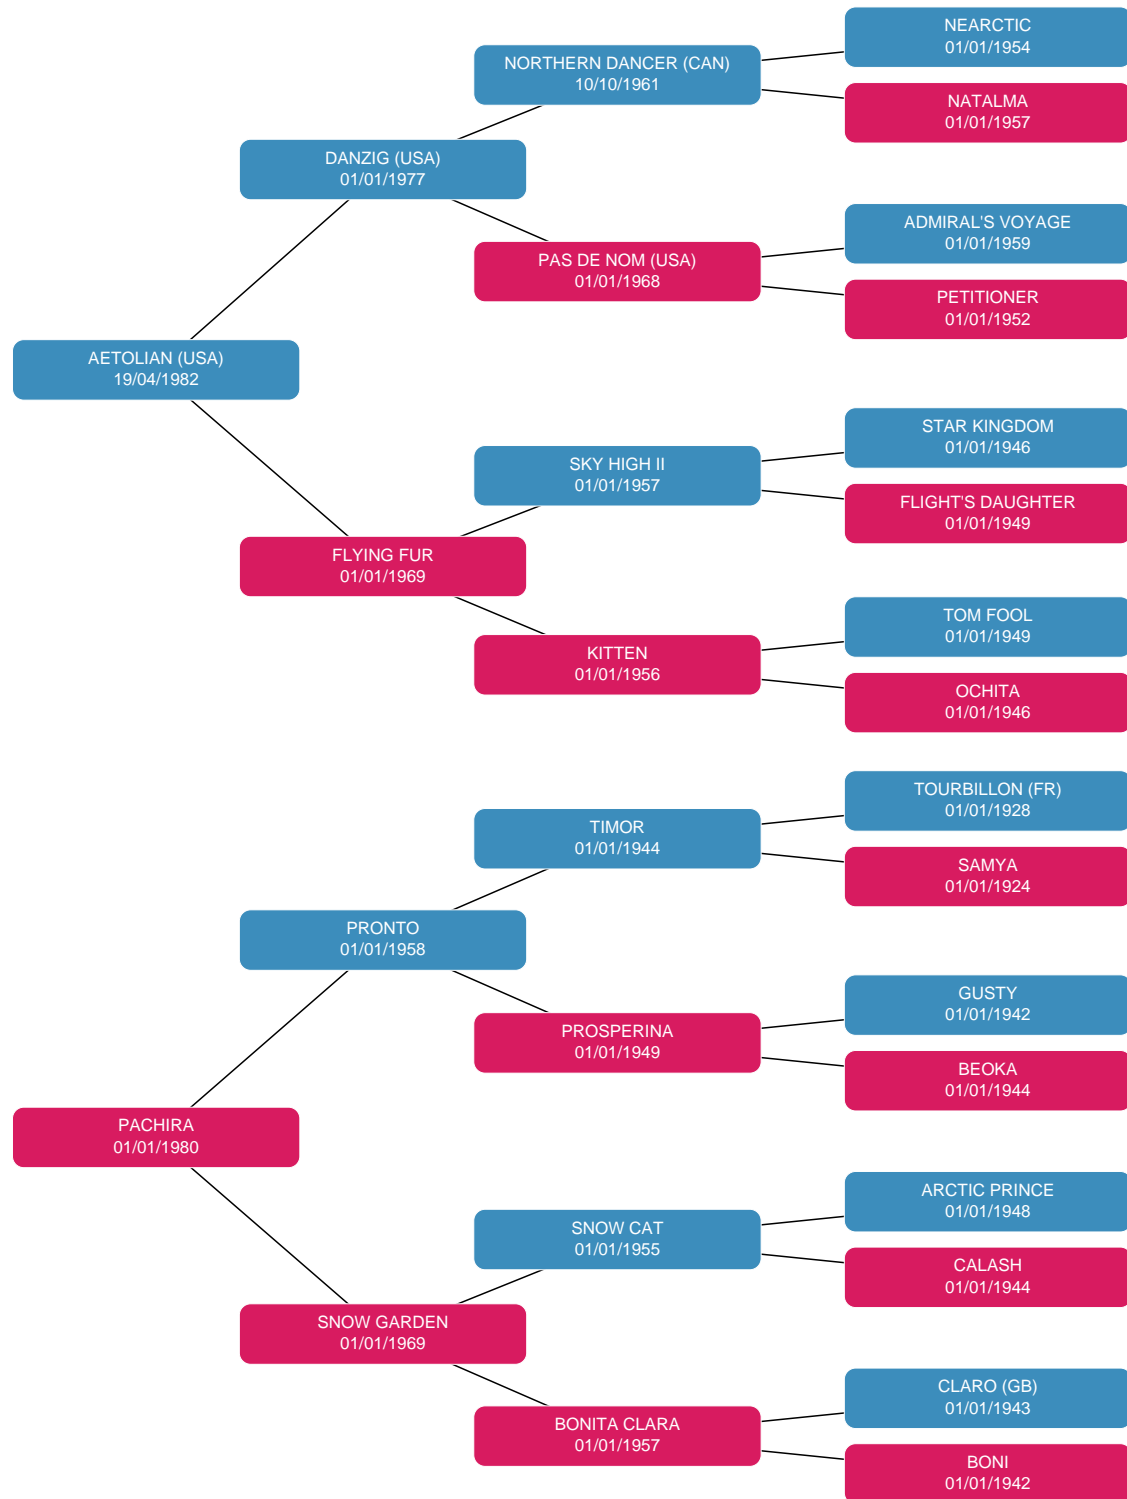 NEARCTIC
01/01/1954
NORTHERN DANCER (CAN)
10/10/1961
NATALMA
01/01/1957
DANZIG (USA)
01/01/1977
ADMIRAL'S VOYAGE
01/01/1959
PAS DE NOM (USA)
01/01/1968
PETITIONER
01/01/1952
AETOLIAN (USA)
19/04/1982
STAR KINGDOM
01/01/1946
SKY HIGH II
01/01/1957
FLIGHT'S DAUGHTER
01/01/1949
FLYING FUR
01/01/1969
TOM FOOL
01/01/1949
KITTEN
01/01/1956
OCHITA
01/01/1946
TOURBILLON (FR)
01/01/1928
TIMOR
01/01/1944
SAMYA
01/01/1924
PRONTO
01/01/1958
GUSTY
01/01/1942
PROSPERINA
01/01/1949
BEOKA
01/01/1944
PACHIRA
01/01/1980
ARCTIC PRINCE
01/01/1948
SNOW CAT
01/01/1955
CALASH
01/01/1944
SNOW GARDEN
01/01/1969
CLARO (GB)
01/01/1943
BONITA CLARA
01/01/1957
BONI
01/01/1942